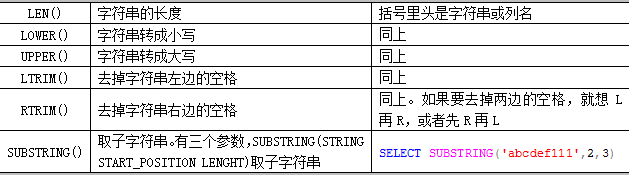 LEN() 字符串的长度 括号里头是字符串或列名
LOWER() 字符串转成小写 同上
UPPER() 字符串转成大写 同上
LTRIM() 去掉字符串左边的空格 同上
RTRIM() 去掉字符串右边的空格 同上。如果要去掉两边的空格，就想 L
再 R，或者先 R 再 L
SUBSTRING() 取子字符串。有三个参数，SUBSTRING(STRING
START_POSITION LENGHT)取子字符串 SELECT SUBSTRING('abcdef111',2,3)